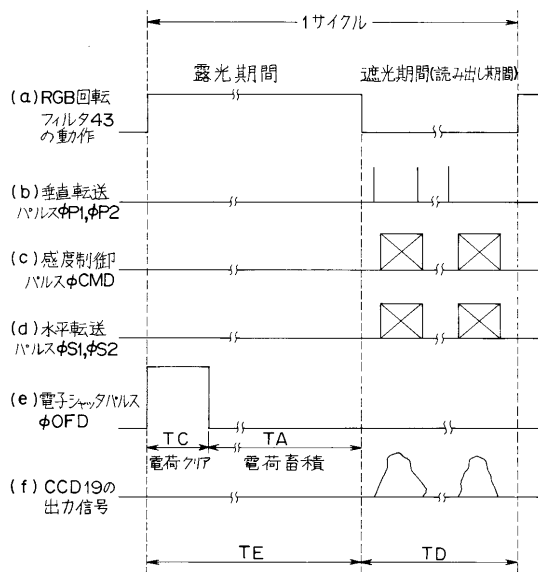 1サイクル
露光期間
遮光期間(読み出し期間)
(a)RGB回転
フィルタ43
の動作
(b)垂直転送
パルスφP1,φP2
(c)感度制御
パルスφCMD
(d)水平転送
パルスφS1,φS2
(e)電子シャッタパルス
φOFD
TC
TA
電荷クリア
電荷畜積
(f)CCD19の
出力信号
TE
TD